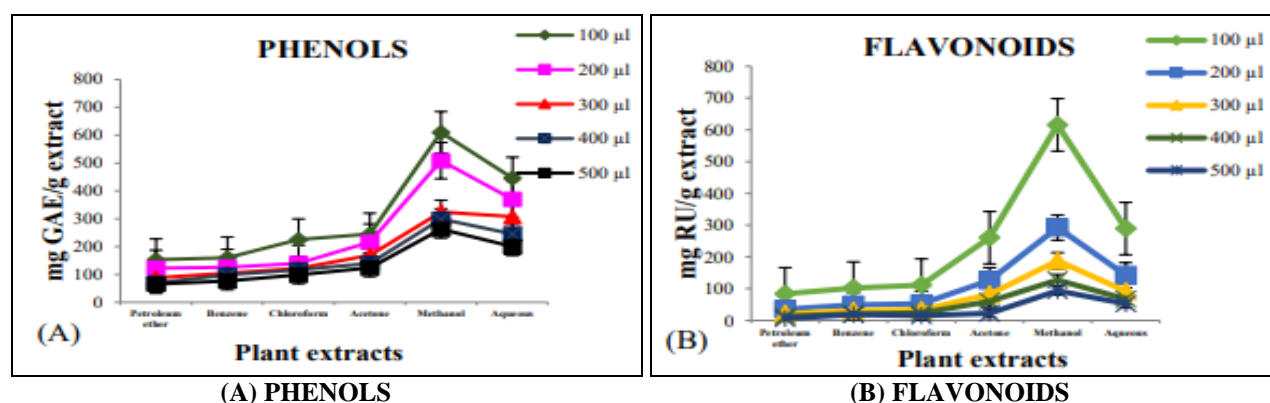 PHENOLS
100 µl
200 µl
300 µl
400 µl
500 µl
800
700
600
500
400
300
200
100
0
mg GAE/g extract
Petroleum ether
Benzene
Chloroform
Acetone
Methanol
Aqueous
(A)
Plant extracts
FLAVONOIDS
100 µl
200 µl
300 µl
400 µl
500 µl
800
700
600
500
400
300
200
100
0
mg RU/g extract
Petroleum ether
Benzene
Chloroform
Acetone
Methanol
Aqueous
(B)
Plant extracts
(A) PHENOLS
(B) FLAVONOIDS